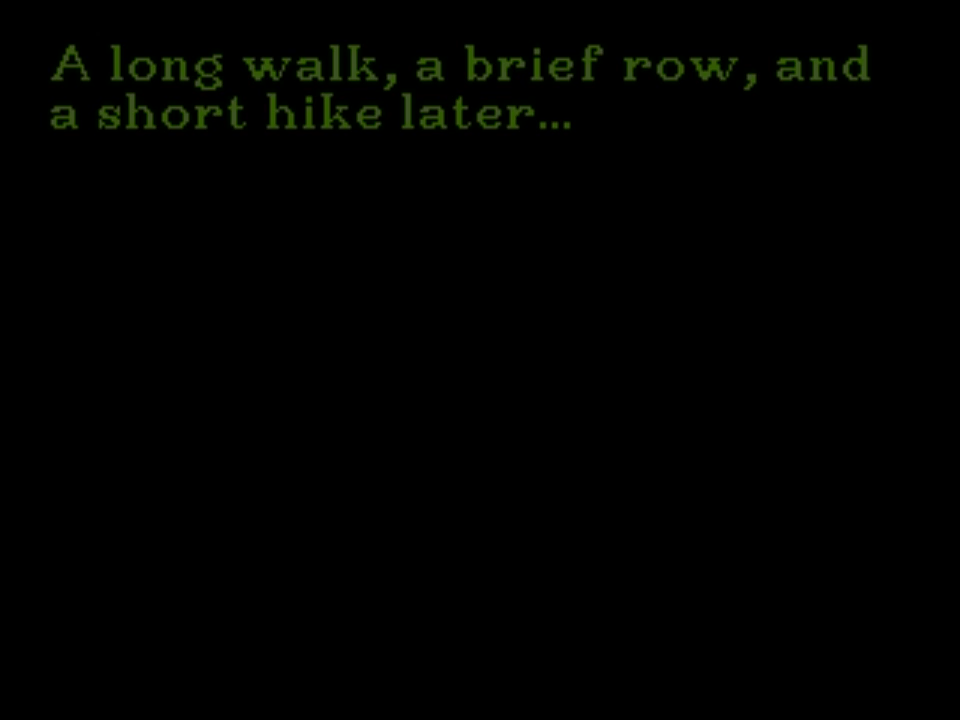 A long walk, a brief row, and
a short hike later...